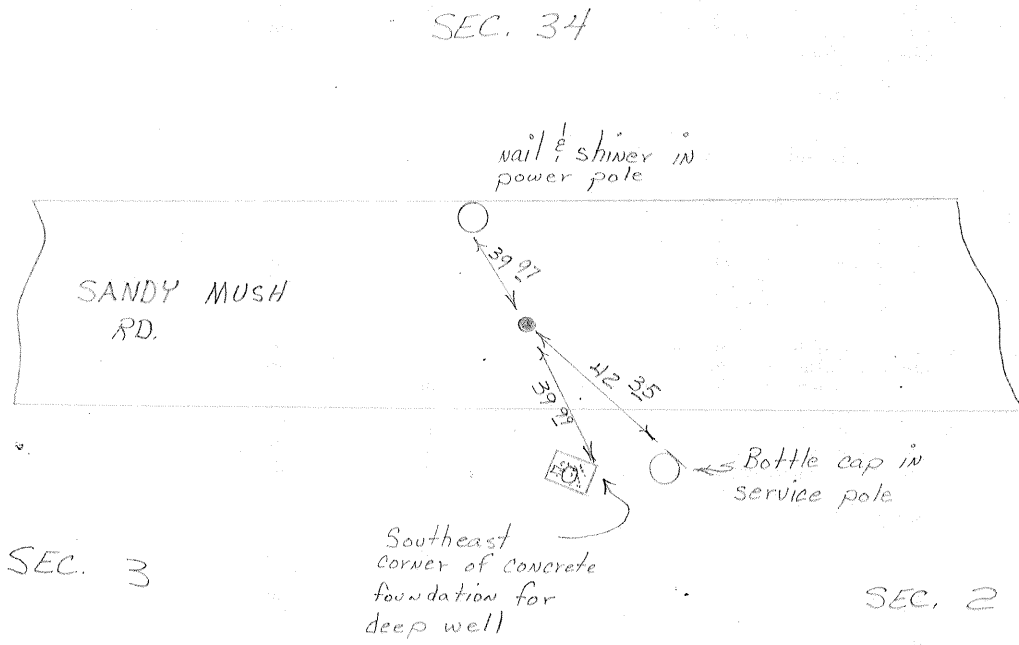 SEC. 34
nail & shiner in
power pole
39 97
SANDY MUSH
RD.
42 35
39 99
Bottle cap in
service pole
Southeast
corner of concrete
foundation for
deep well
SEC. 3
SEC. 2